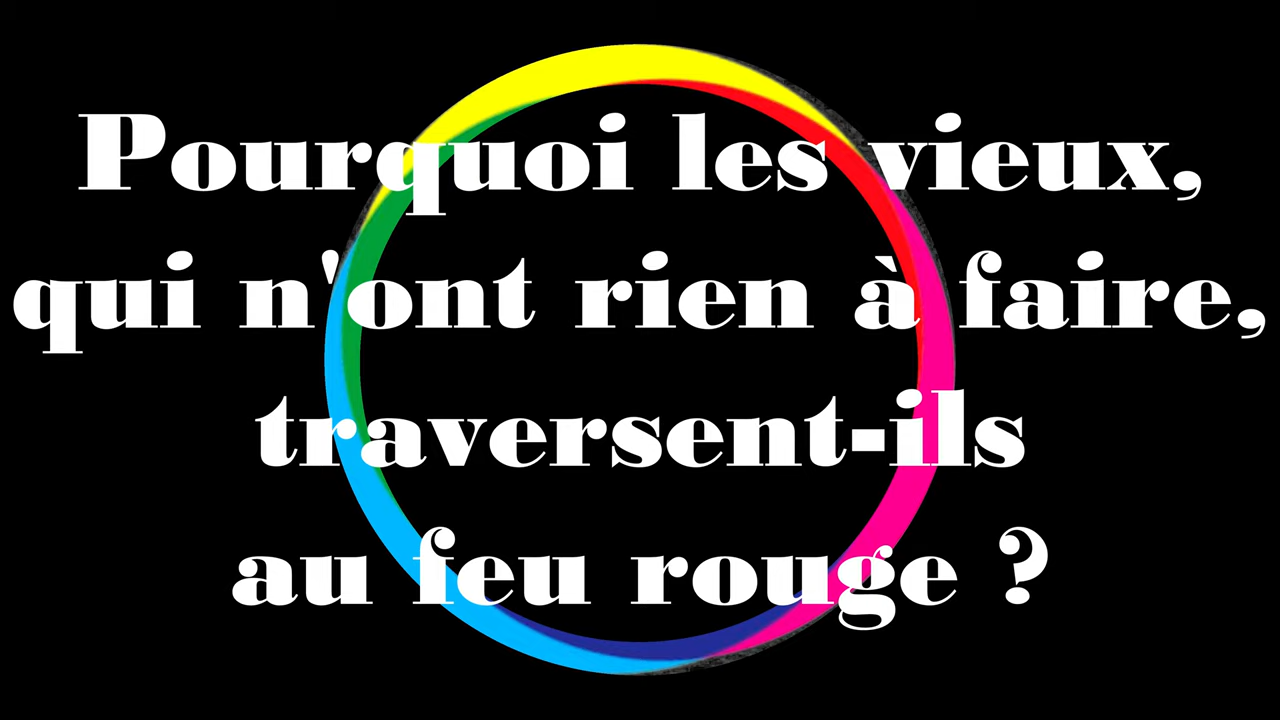 Pourquoi les vieux,
qui n'ont rien à faire,
traversent-ils
au feu rouge ?